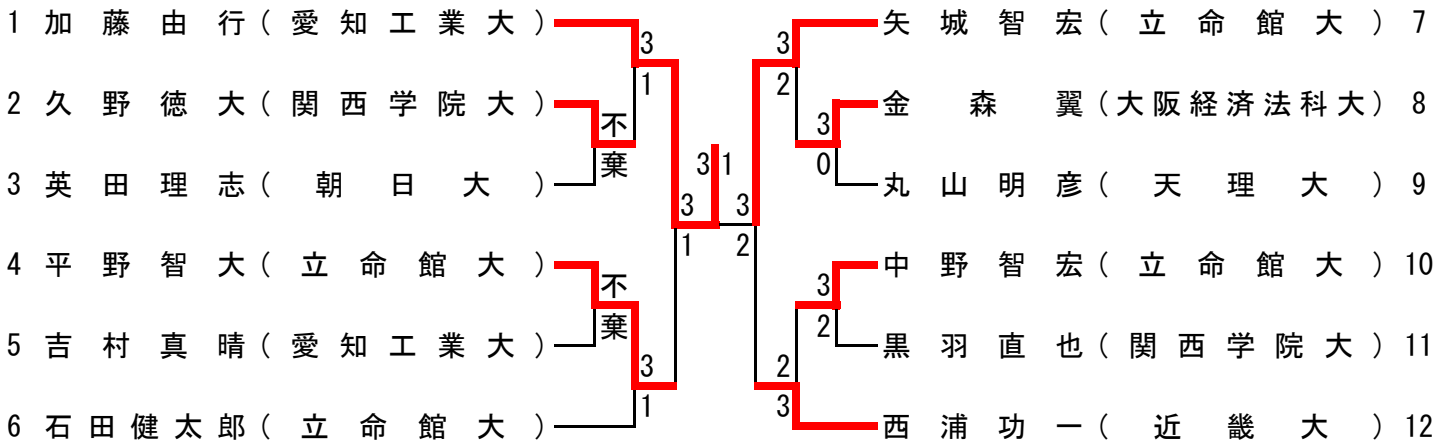 1 加藤由行(愛知工業大)
2 久野徳大(関西学院大)
3 英田理志(朝日大)
4 平野智大(立命館大)
5 吉村真晴(愛知工業大)
6 石田健太郎(立命館大)
3
1
不
棄
不
棄
3
1
3
1
3 1
3
2
3
2
3
0
3
2
2
3
矢城智宏(立命館大) 7
金森翼(大阪経済法科大) 8
丸山明彦(天理大) 9
中野智宏(立命館大) 10
黒羽直也(関西学院大) 11
西浦功一(近畿大) 12